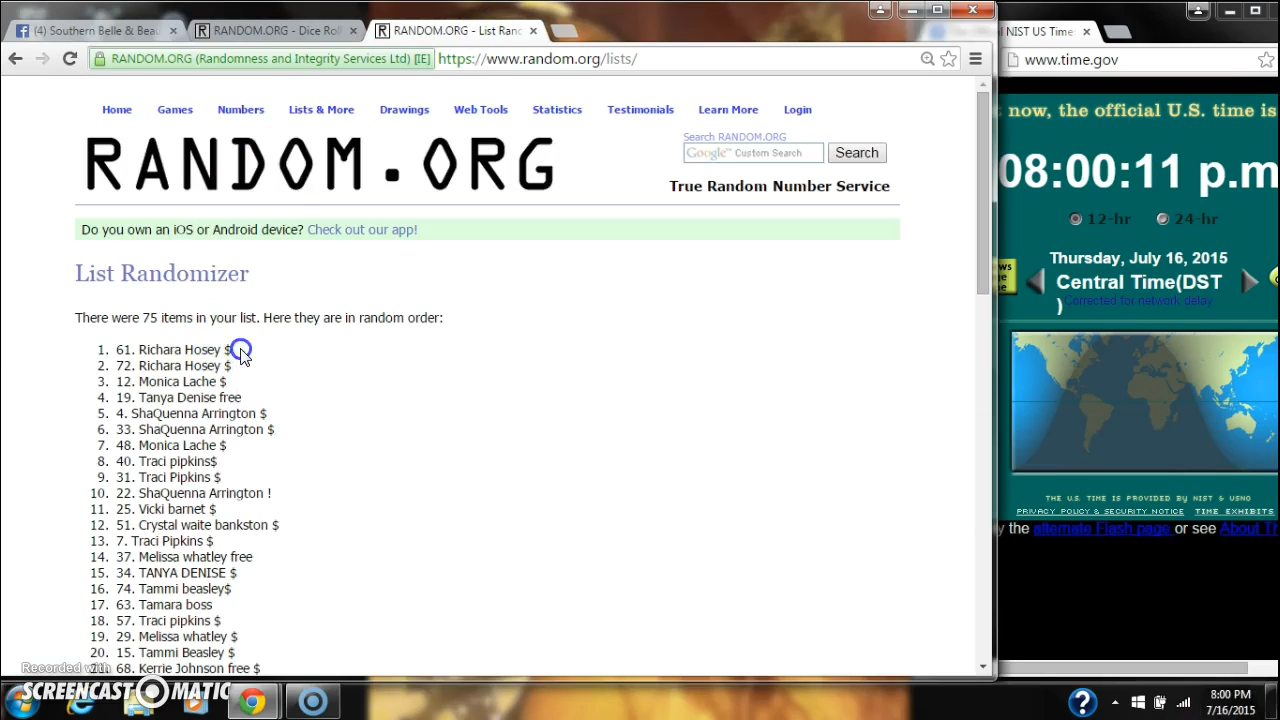 (4) Southern Belle & Beau
RANDOM.ORG - Dice Roll
RANDOM.ORG - List Ranc
NIST US Time:
RANDOM.ORG (Randomness and Integrity Services Ltd) [IE]
https://www.random.org/lists/
www.time.gov
Home Games Numbers Lists & More Drawings Web Tools Statistics Testimonials Learn More Login
RANDOM.ORG
Search RANDOM.ORG
Google™ Custom Search
Search
True Random Number Service
Do you own an iOS or Android device? Check out our app!
List Randomizer
There were 75 items in your list. Here they are in random order:
1. 61. Richara Hosey $
2. 72. Richara Hosey $
3. 12. Monica Lache $
4. 19. Tanya Denise free
5. 4. ShaQuenna Arrington $
6. 33. ShaQuenna Arrington $
7. 48. Monica Lache $
8. 40. Traci pipkins$
9. 31. Traci Pipkins $
10. 22. ShaQuenna Arrington !
11. 25. Vicki barnet $
12. 51. Crystal waite bankston $
13. 7. Traci Pipkins $
14. 37. Melissa whatley free
15. 34. TANYA DENISE $
16. 74. Tammi beasley$
17. 63. Tamara boss
18. 57. Traci pipkins $
19. 29. Melissa whatley $
20. 15. Tammi Beasley $
21. 68. Kerrie Johnson free $
now, the official U.S. time is
08:00:11 p.m
12-hr 24-hr
Thursday, July 16, 2015
Central Time(DST
)
Corrected for network delay
THE U.S. TIME IS PROVIDED BY NIST & USNO
PRIVACY POLICY & SECURITY NOTICE TIME EXHIBITS
y the alternate Flash page or see About Th
Recorded with
SCREENCAST-O-MATIC
8:00 PM
7/16/2015